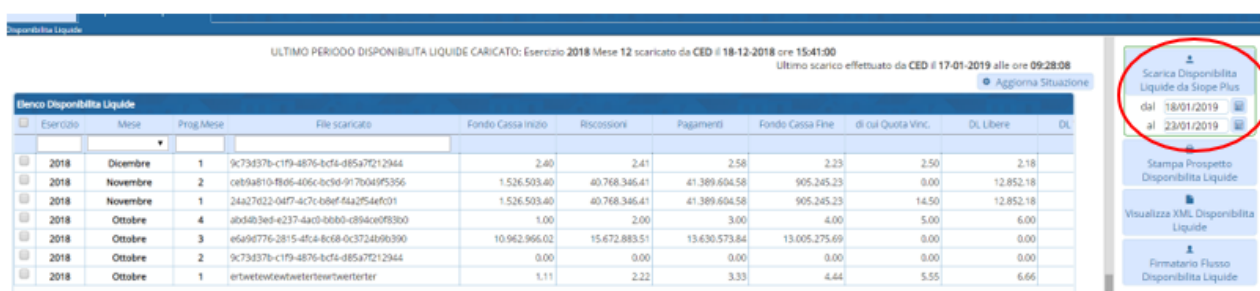 Disponibilita Liquide
ULTIMO PERIODO DISPONIBILITA LIQUIDE CARICATO: Esercizio 2018 Mese 12 scaricato da CED il 18-12-2018 ore 15:41:00
Ultimo scarico effettuato da CED il 17-01-2019 alle ore 09:28:08
Aggiorna Situazione
Elenco Disponibilita Liquide
Esercizio Mese Prog.Mese File scaricato Fondo Cassa Inizio Riscossioni Pagamenti Fondo Cassa Fine di cui Quota Vinc. DL Libere DL
2018 Dicembre 1 9c73d37b-c1f9-4876-bcf4-d85a7f212944 2.40 2.41 2.58 2.23 2.50 2.18
2018 Novembre 2 ceb9a810-f8d6-406c-bc9d-917b049f5356 1.526.503.40 40.768.346.41 41.389.604.58 905.245.23 0.00 12.852.18
2018 Novembre 1 24a27d22-04f7-4c7c-b8ef-f4a2f54efc01 1.526.503.40 40.768.346.41 41.389.604.58 905.245.23 14.50 12.852.18
2018 Ottobre 4 abd4b3ed-e237-4ac0-bbb0-c894ce0f83b0 1.00 2.00 3.00 4.00 5.00 6.00
2018 Ottobre 3 e6a9d776-2815-4fc4-8c68-0c3724b9b390 10.962.966.02 15.672.883.51 13.630.573.84 13.005.275.69 0.00 0.00
2018 Ottobre 2 9c73d37b-c1f9-4876-bcf4-d85a7f212944 0.00 0.00 0.00 0.00 0.00 0.00
2018 Ottobre 1 ertwetewtewtwetertewrtwerterter 1.11 2.22 3.33 4.44 5.55 6.66
Scarica Disponibilita
Liquide da Siope Plus
dal 18/01/2019
al 23/01/2019
Stampa Prospetto
Disponibilita Liquide
Visualizza XML Disponibilita
Liquide
Firmatario Flusso
Disponibilita Liquide